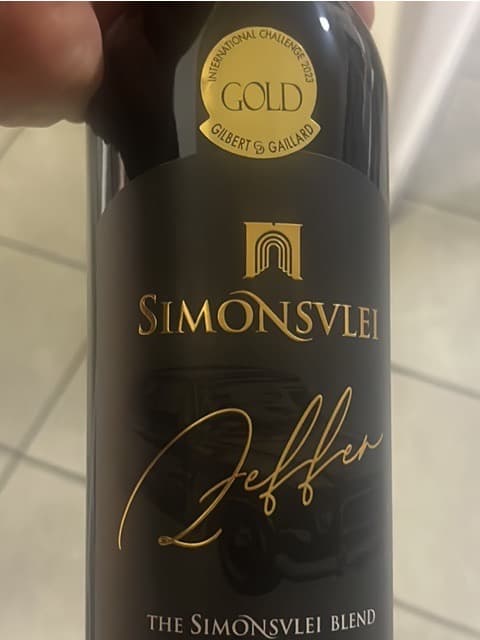 INTERNATIONAL CHALLENGE 2023
GOLD
GILBERT & GAILLARD
SIMONSVLEI
Zeffer
THE SIMONSVLEI BLEND